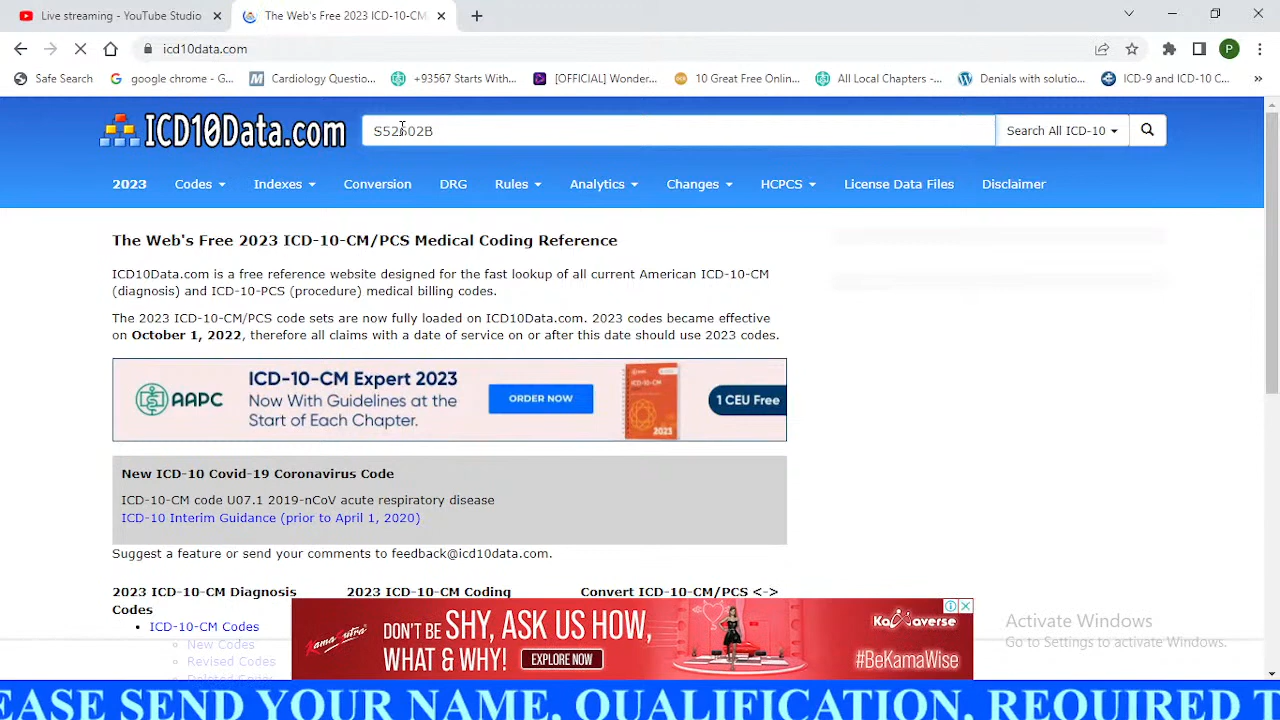 Live streaming - YouTube Studio
The Web's Free 2023 ICD-10-CM
icd10data.com
Safe Search
google chrome - G...
Cardiology Questio...
+93567 Starts With...
[OFFICIAL] Wonder...
10 Great Free Onlin...
All Local Chapters -...
Denials with solutio...
ICD-9 and ICD-10 C...
ICD10Data.com
S52602B
Search All ICD-10
2023 Codes Indexes Conversion DRG Rules Analytics Changes HCPCS License Data Files Disclaimer
The Web's Free 2023 ICD-10-CM/PCS Medical Coding Reference
ICD10Data.com is a free reference website designed for the fast lookup of all current American ICD-10-CM
(diagnosis) and ICD-10-PCS (procedure) medical billing codes.
The 2023 ICD-10-CM/PCS code sets are now fully loaded on ICD10Data.com. 2023 codes became effective
on October 1, 2022, therefore all claims with a date of service on or after this date should use 2023 codes.
AAPC
ICD-10-CM Expert 2023
Now With Guidelines at the
Start of Each Chapter.
ORDER NOW
2023
1 CEU Free
New ICD-10 Covid-19 Coronavirus Code
ICD-10-CM code U07.1 2019-nCoV acute respiratory disease
ICD-10 Interim Guidance (prior to April 1, 2020)
Suggest a feature or send your comments to feedback@icd10data.com.
2023 ICD-10-CM Diagnosis
Codes
2023 ICD-10-CM Coding
Convert ICD-10-CM/PCS <->
ICD-10-CM Codes
New Codes
Revised Codes
KamaSutra
DON'T BE SHY, ASK US HOW,
WHAT & WHY!
EXPLORE NOW
#BeKamaWise
Activate Windows
Go to Settings to activate Windows.
EASE SEND YOUR NAME, QUALIFICATION, REQUIRED T